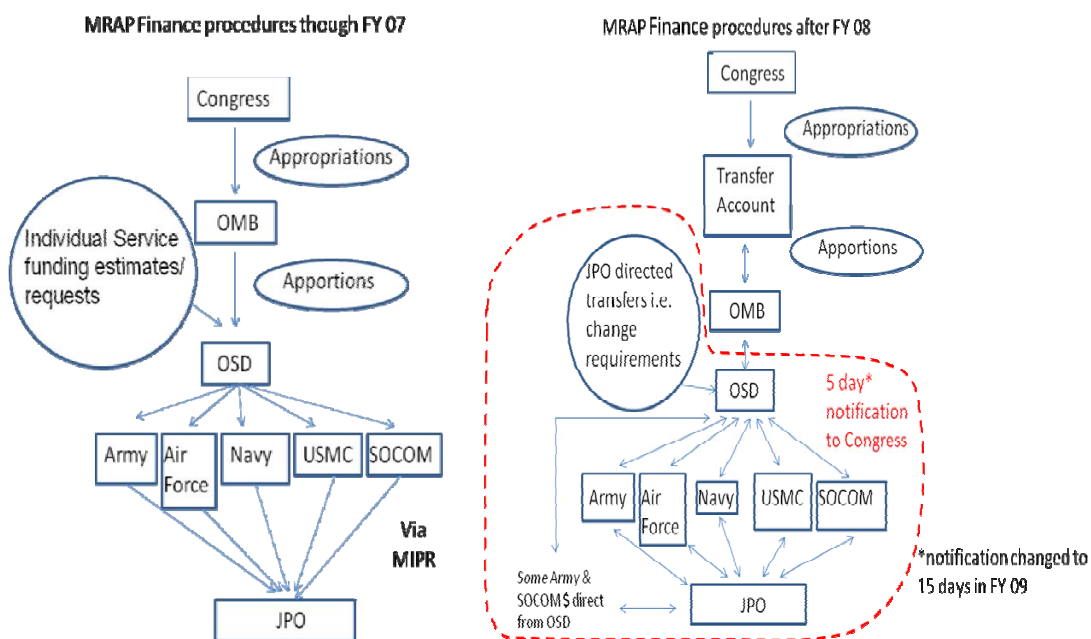 MRAP Finance procedures though FY 07
Congress
Appropriations
OMB
Individual Service
funding estimates/
requests
Apportions
OSD
Army
Air
Force
Navy
USMC
SOCOM
Via
MIPR
JPO
MRAP Finance procedures after FY 08
Congress
Appropriations
Transfer
Account
Apportions
JPO directed
transfers i.e.
change
requirements
OMB
OSD
5 day*
notification
to Congress
Army
Air
Force
Navy
USMC
SOCOM
Some Army &
SOCOM $ direct
from OSD
JPO
*notification changed to
15 days in FY 09